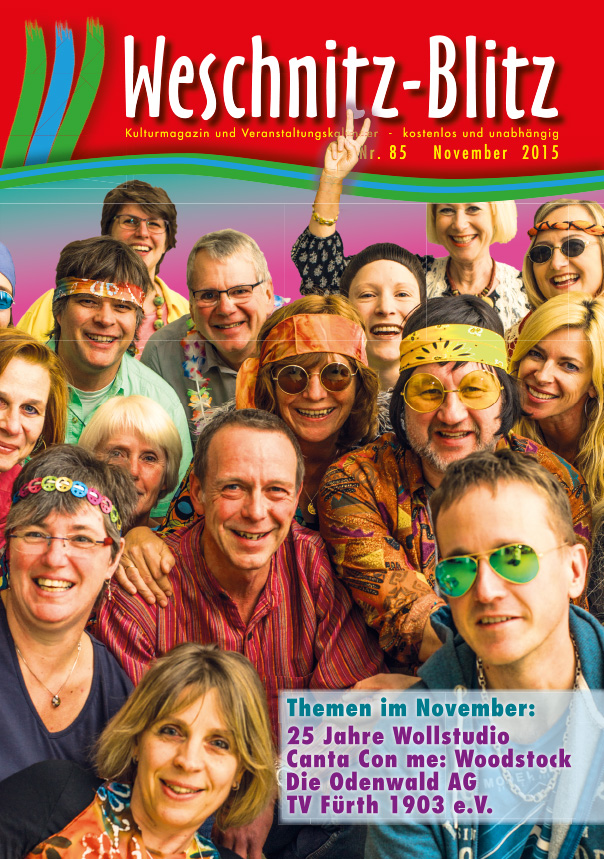 Weschnitz-Blitz
Kulturmagazin und Veranstaltungskalender - kostenlos und unabhängig
Nr. 85 November 2015
Themen im November:
25 Jahre Wollstudio
Canta Con me: Woodstock
Die Odenwald AG
TV Fürth 1903 e.V.